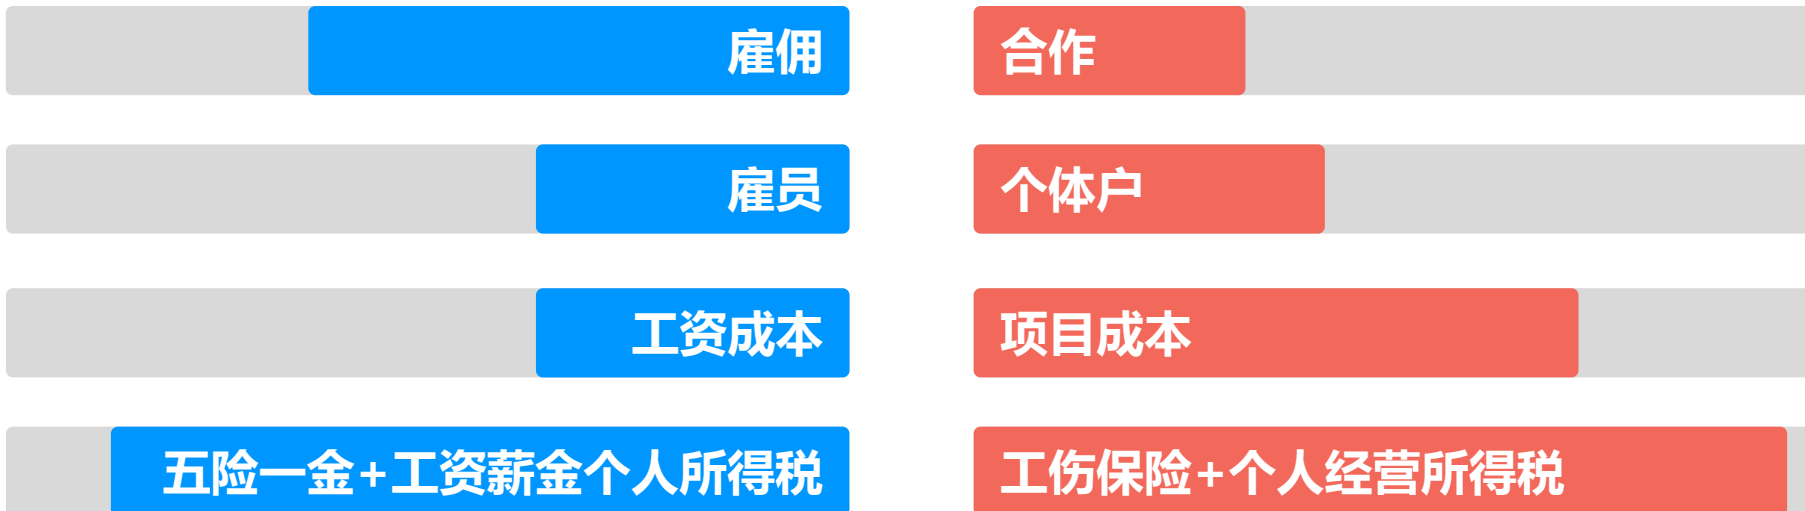 雇佣 合作
雇员 个体户
工资成本 项目成本
五险一金+工资薪金个人所得税 工伤保险+个人经营所得税